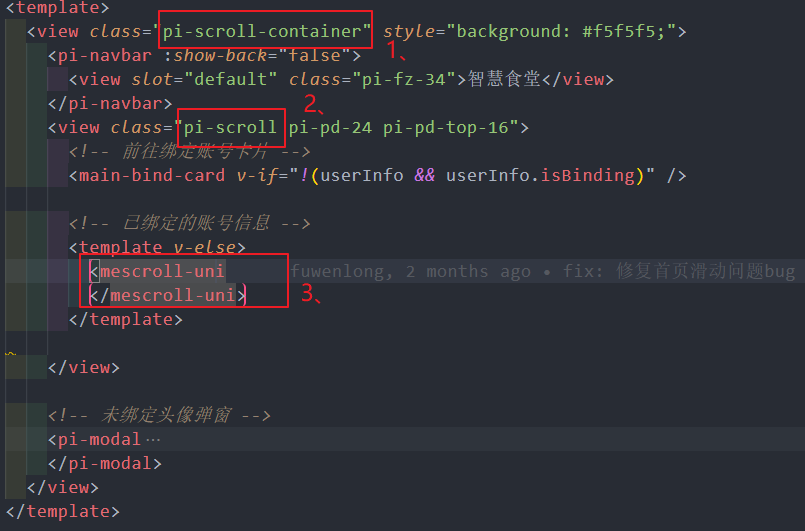 <template>
<view class="pi-scroll-container" style="background: #f5f5f5;">
1、
<pi-navbar :show-back="false">
<view slot="default" class="pi-fz-34">智慧食堂</view>
</pi-navbar>
2、
<view class="pi-scroll pi-pd-24 pi-pd-top-16">
<!-- 前往绑定账号卡片 -->
<main-bind-card v-if="!(userInfo && userInfo.isBinding)" />
<!-- 已绑定的账号信息 -->
<template v-else>
<mescroll-uni fuwenlong, 2 months ago • fix: 修复首页滑动问题bug
</mescroll-uni>
3、
</template>
</view>
<!-- 未绑定头像弹窗 -->
<pi-modal ···
</pi-modal>
</view>
</template>